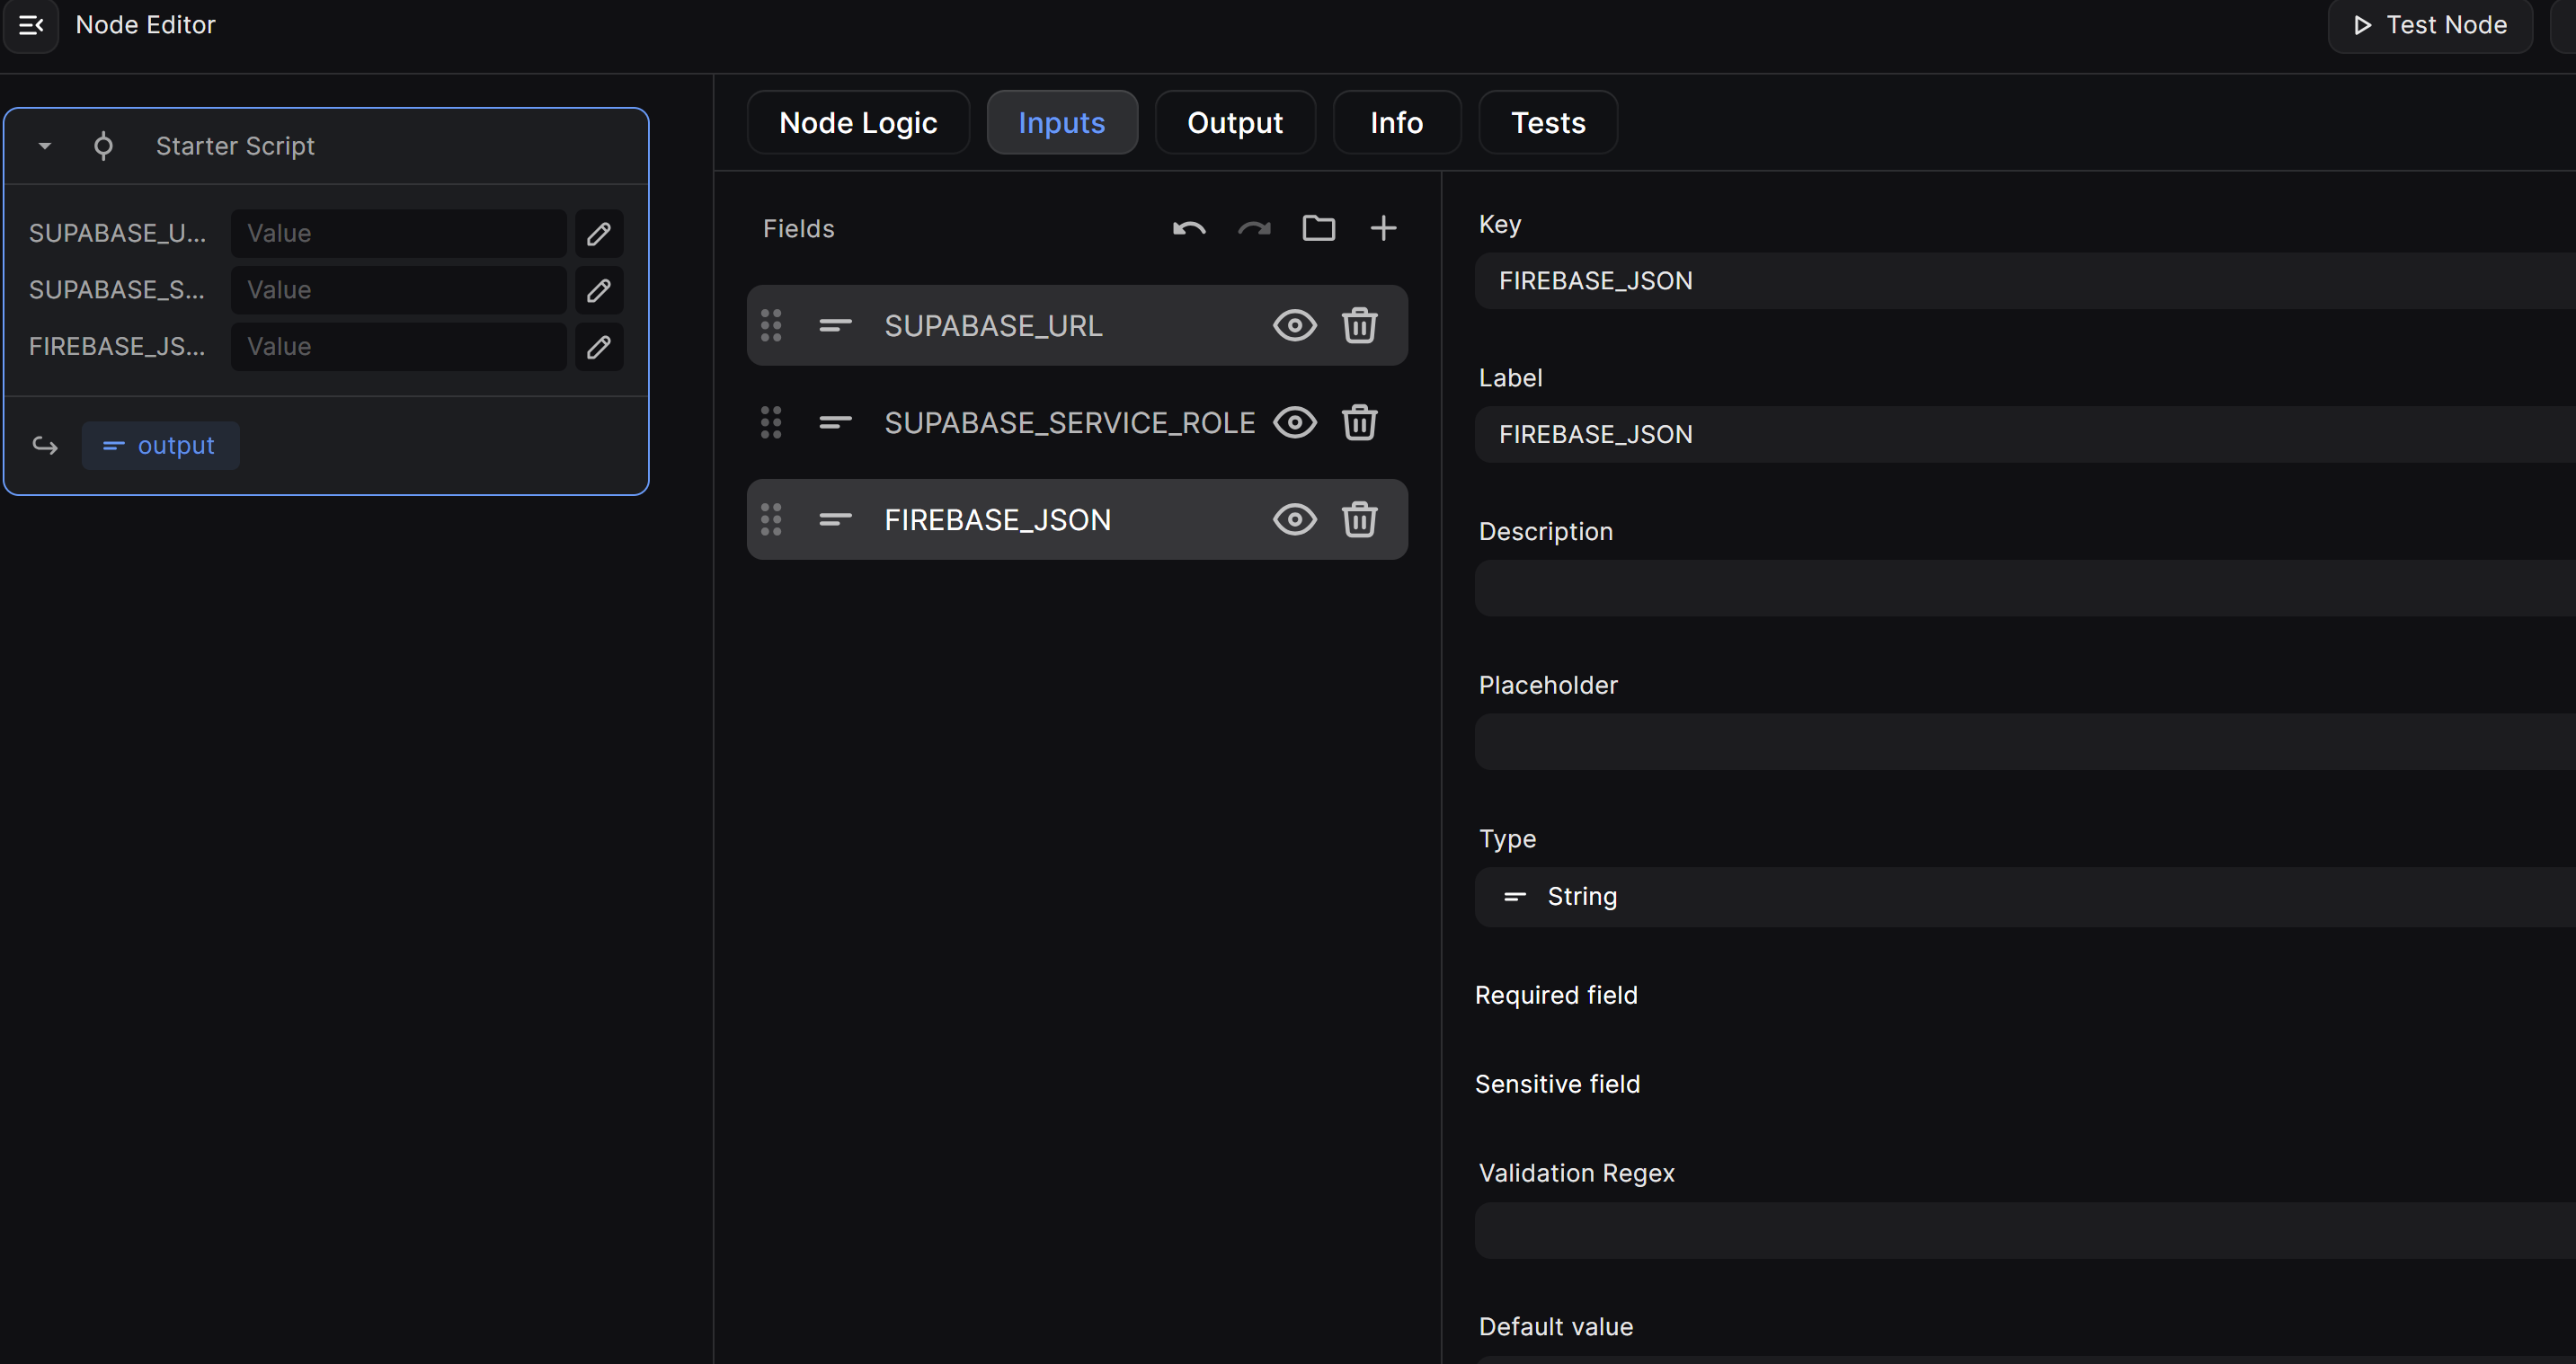 Node Editor
Test Node
Starter Script
SUPABASE_U... Value
SUPABASE_S... Value
FIREBASE_JS... Value
output
Node Logic
Inputs
Output
Info
Tests
Fields
SUPABASE_URL
SUPABASE_SERVICE_ROLE
FIREBASE_JSON
Key
FIREBASE_JSON
Label
FIREBASE_JSON
Description
Placeholder
Type
String
Required field
Sensitive field
Validation Regex
Default value